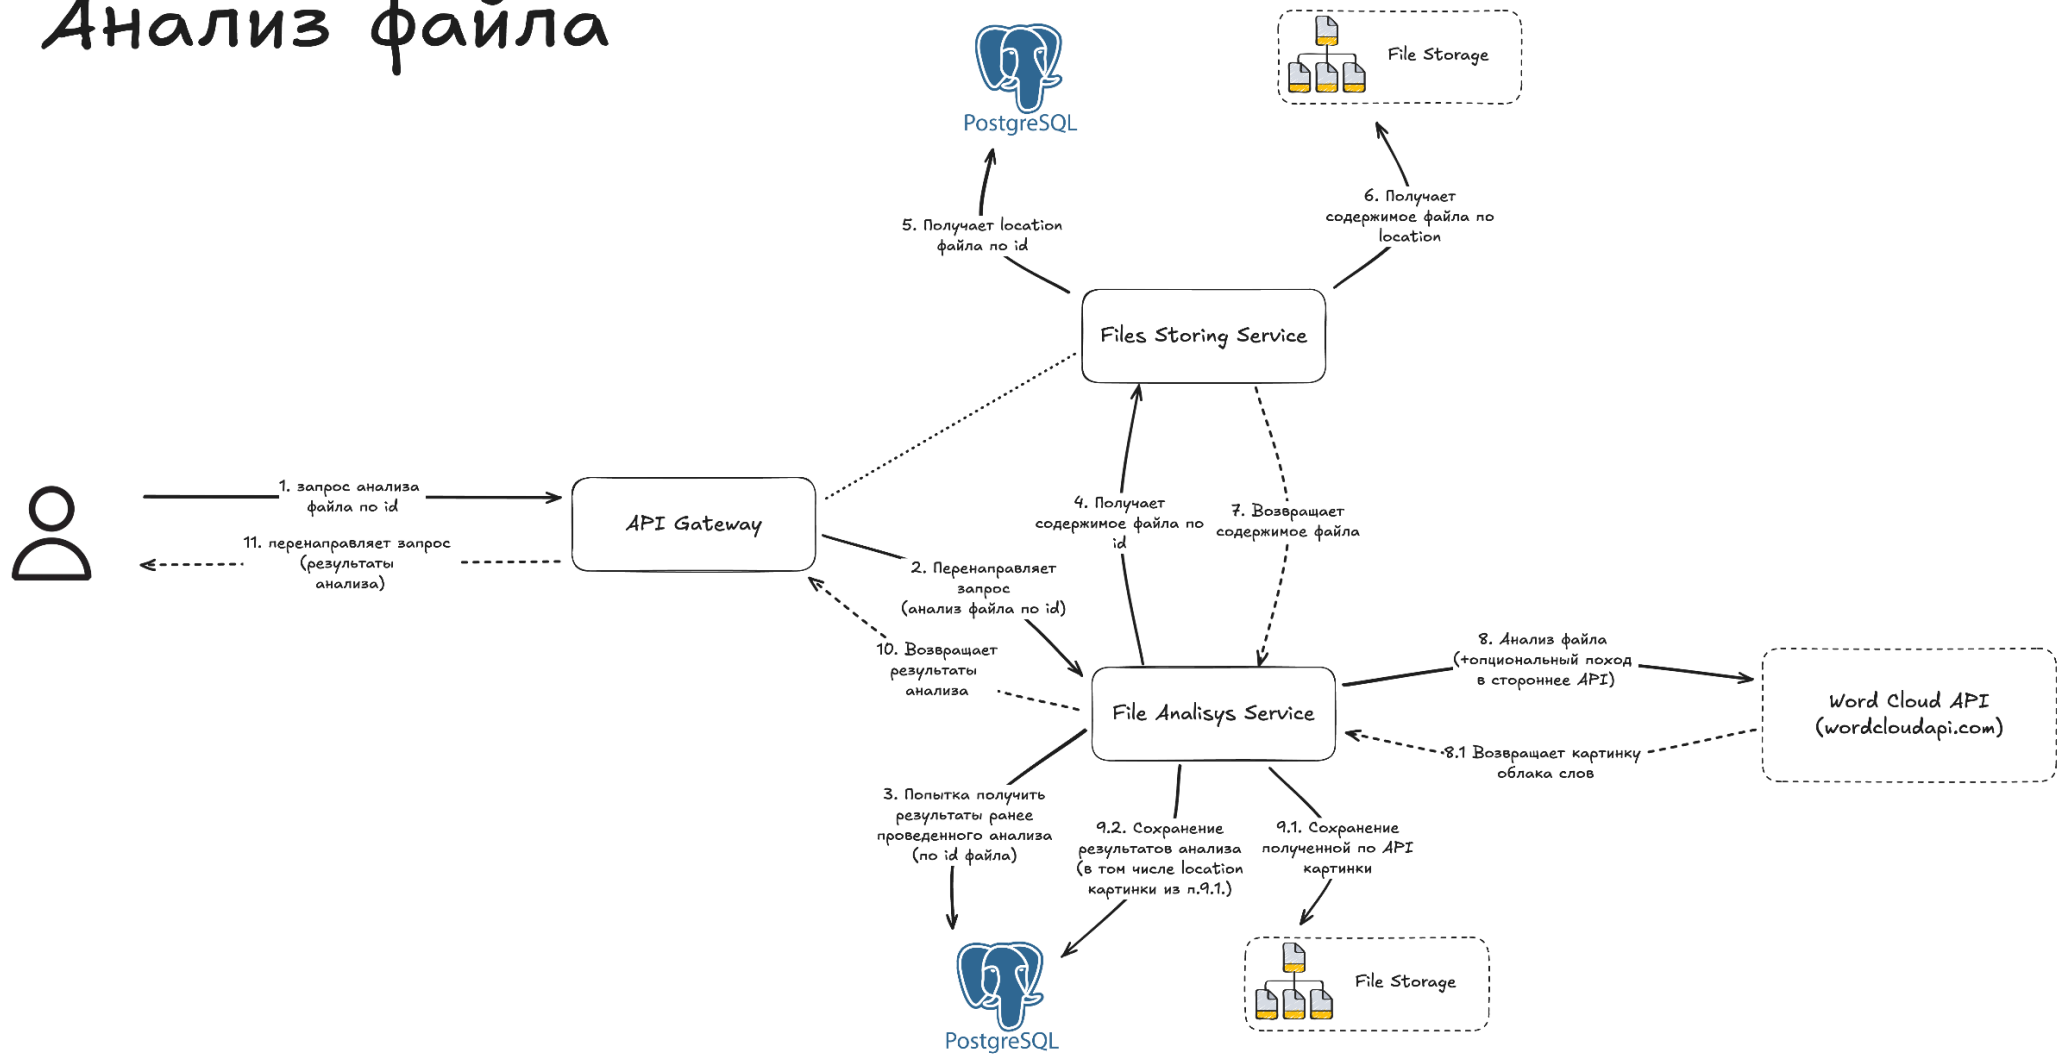 Анализ файла
PostgreSQL
File Storage
5. Получает location
файла по id
6. Получает
содержимое файла по
location
Files Storing Service
1. запрос анализа
файла по id
API Gateway
11. перенаправляет запрос
(результаты
анализа)
2. Перенаправляет
запрос
(анализ файла по id)
4. Получает
содержимое файла по
id
7. Возвращает
содержимое файла
10. Возвращает
результаты
анализа
File Analisys Service
8. Анализ файла
(+опциональный поход
в стороннее API)
Word Cloud API
(wordcloudapi.com)
8.1 Возвращает картинку
облака слов
3. Попытка получить
результаты ранее
проведенного анализа
(по id файла)
9.2. Сохранение
результатов анализа
(в том числе location
картинки из п.9.1.)
9.1. Сохранение
полученной по API
картинки
PostgreSQL
File Storage